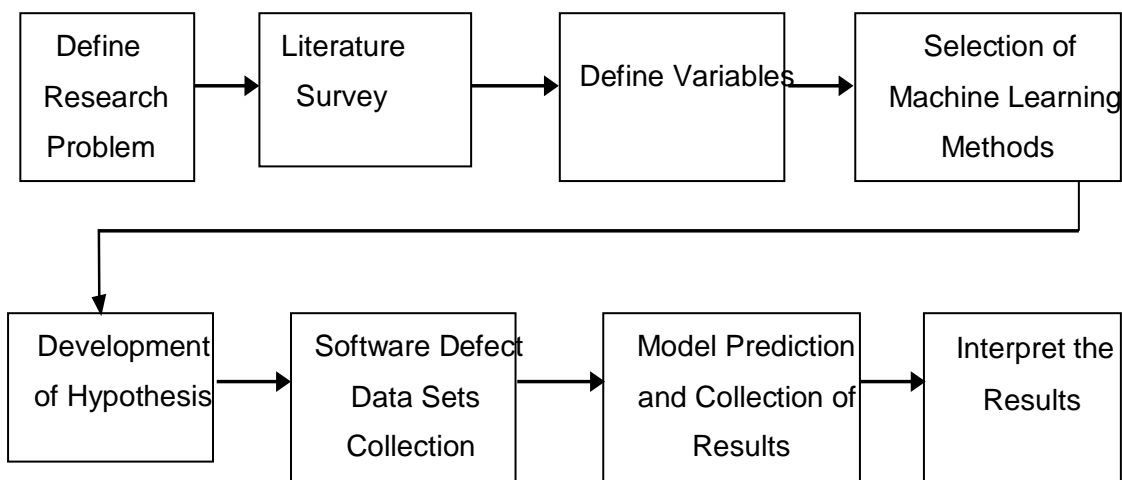 Define
Research
Problem
Literature
Survey
Define Variables
Selection of
Machine Learning
Methods
Development
of Hypothesis
Software Defect
Data Sets
Collection
Model Prediction
and Collection of
Results
Interpret the
Results